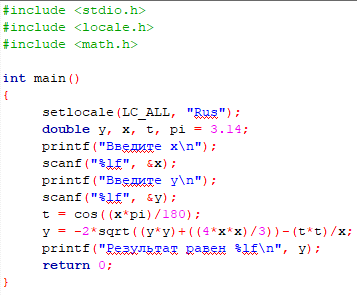 #include <stdio.h>
#include <locale.h>
#include <math.h>
int main()
{
setlocale(LC_ALL, "Rus");
double y, x, t, pi = 3.14;
printf("Введите x\n");
scanf("%lf", &x);
printf("Введите y\n");
scanf("%lf", &y);
t = cos((x*pi)/180);
y = -2*sqrt((y*y)+((4*x*x)/3))-(t*t)/x;
printf("Результат равен %lf\n", y);
return 0;
}